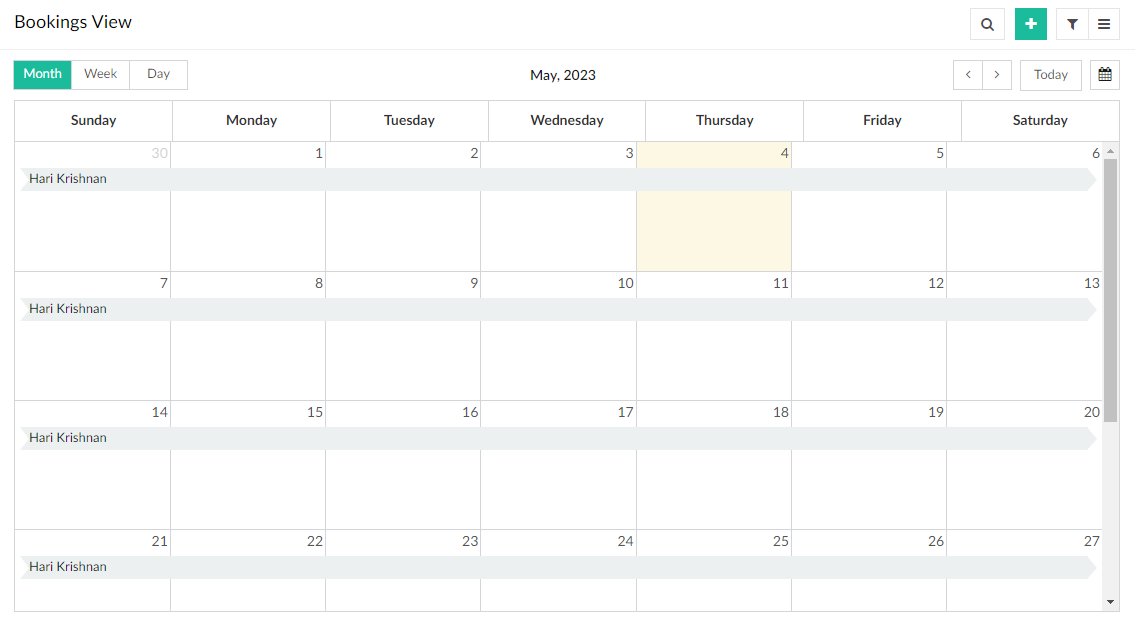 Bookings View
Month Week Day
May, 2023
Today
Sunday Monday Tuesday Wednesday Thursday Friday Saturday
30 1 2 3 4 5 6
Hari Krishnan
7 8 9 10 11 12 13
Hari Krishnan
14 15 16 17 18 19 20
Hari Krishnan
21 22 23 24 25 26 27
Hari Krishnan